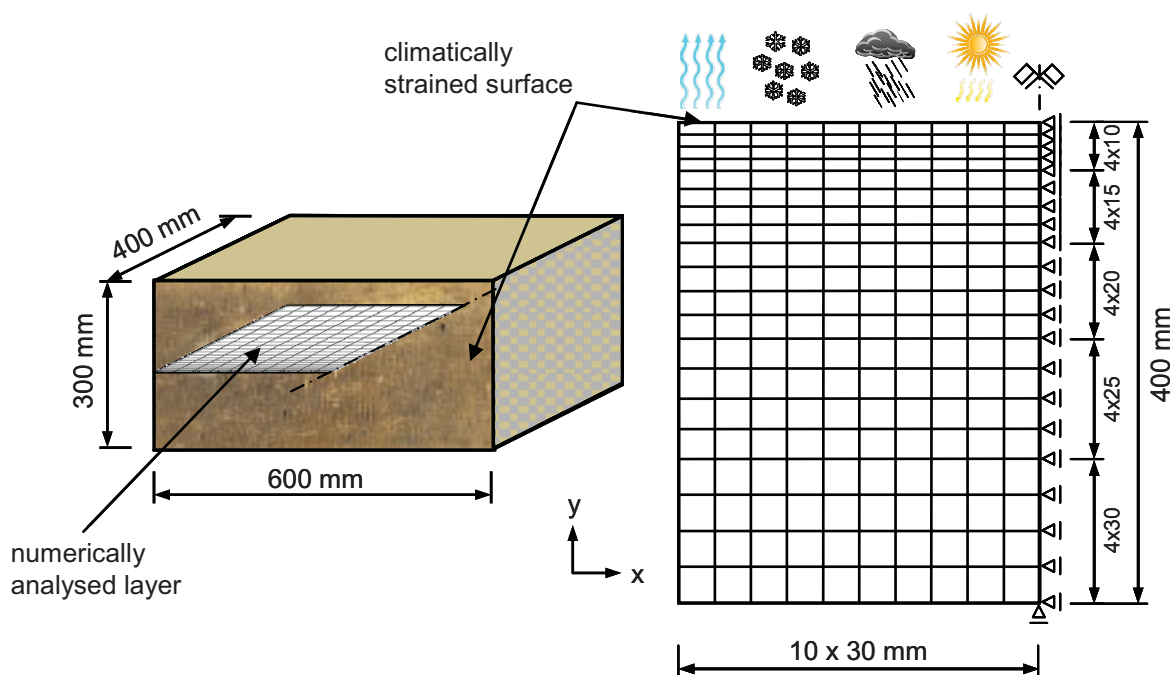 climatically
strained surface
400 mm
300 mm
600 mm
numerically
analysed layer
y
x
4x10
4x15
4x20
4x25
4x30
400 mm
10 x 30 mm